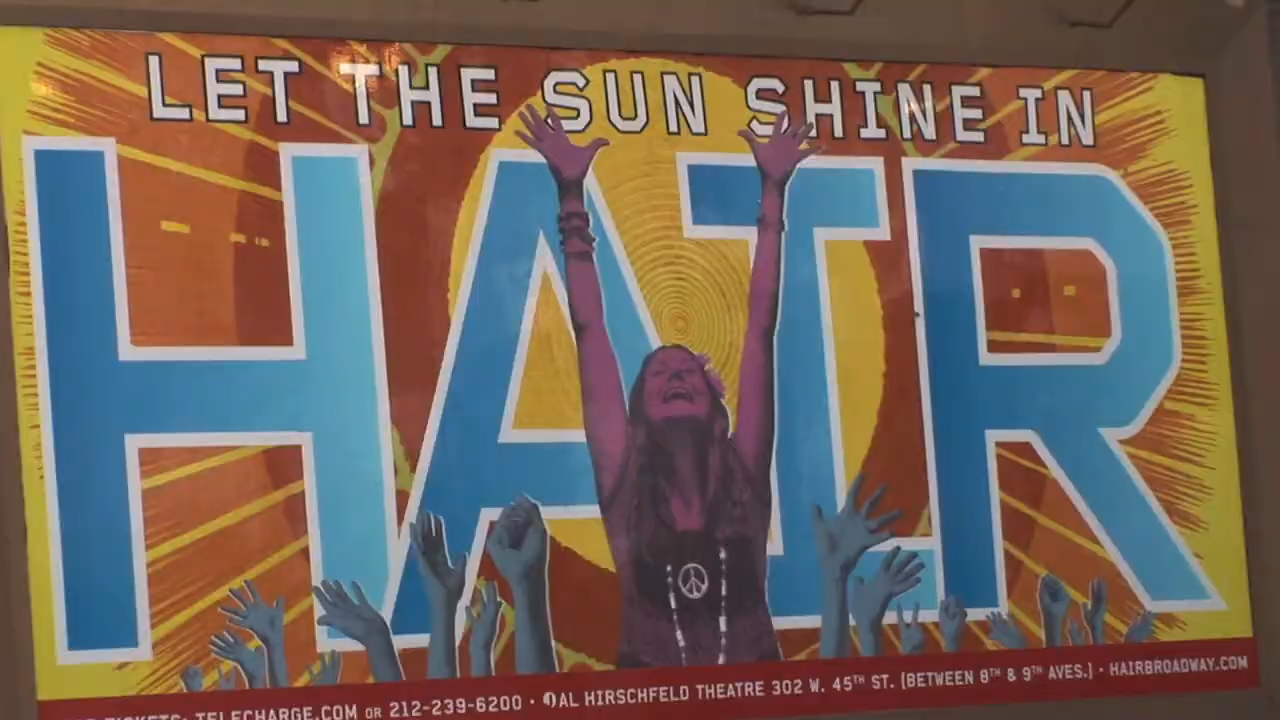 LET THE SUN SHINE IN
HAIR
TICKETS: TELECHARGE.COM OR 212-239-6200 • AL HIRSCHFELD THEATRE 302 W. 45TH ST. (BETWEEN 8TH & 9TH AVES.) • HAIRBROADWAY.COM